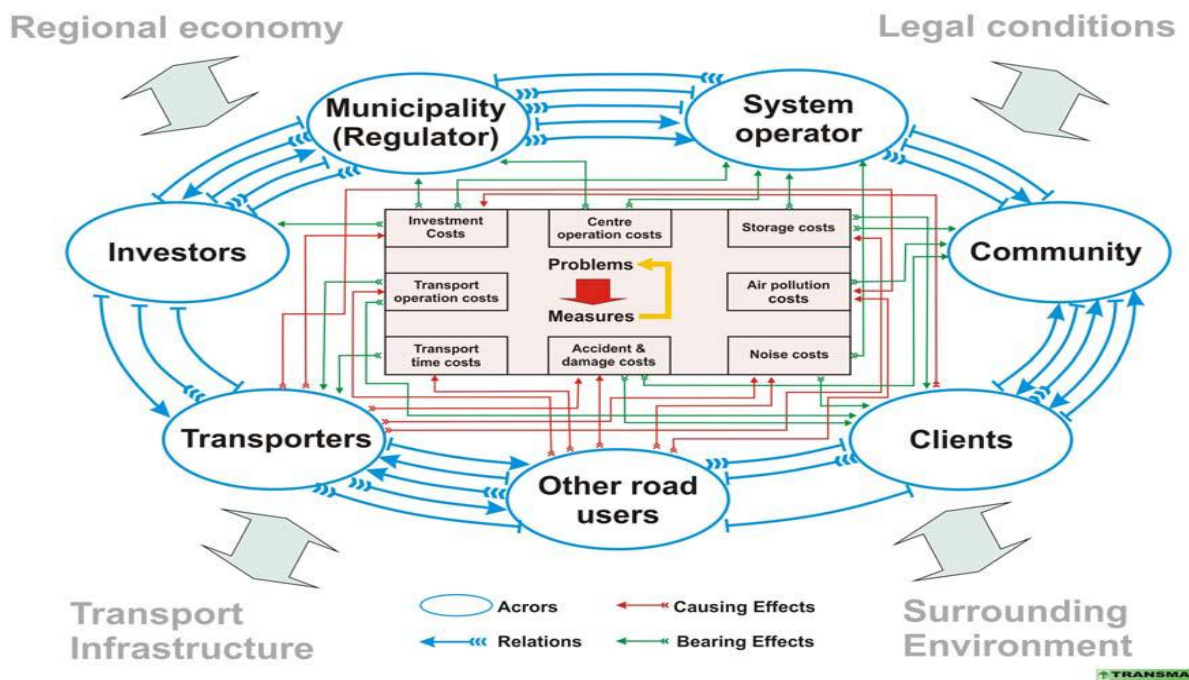 Regional economy
Legal conditions
Municipality
(Regulator)
System
operator
Investors
Community
Investment
Costs
Centre
operation costs
Storage costs
Problems
Transport
operation costs
Air pollution
costs
Measures
Transport
time costs
Accident &
damage costs
Noise costs
Transporters
Clients
Other road
users
Transport
Infrastructure
Acrors
Causing Effects
Relations
Bearing Effects
Surrounding
Environment
TRANSMA